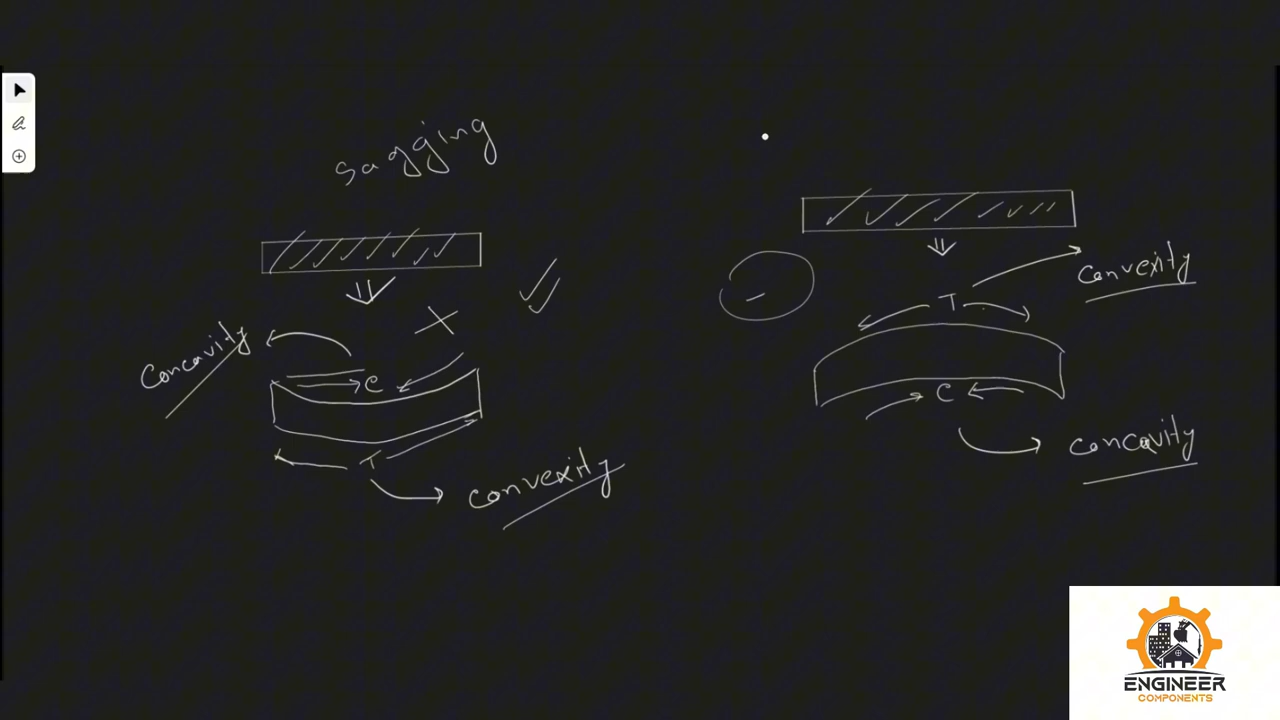 sagging
Concavity
C
T
convexity
T
convexity
C
concavity
ENGINEER
COMPONENTS